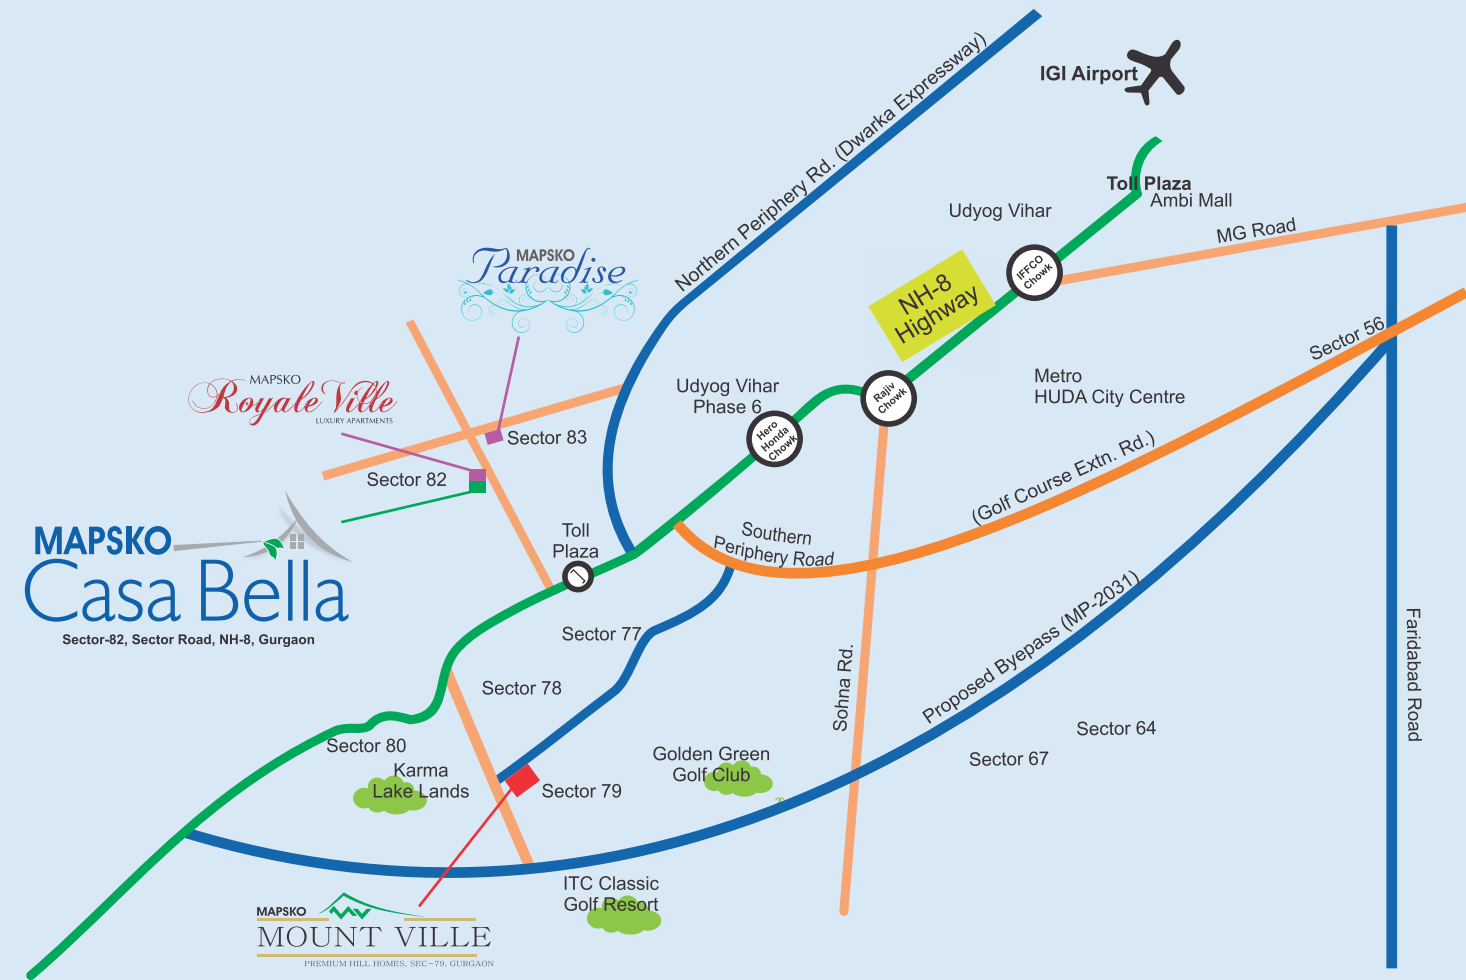 IGI Airport
Northern Periphery Rd. (Dwarka Expressway)
Toll Plaza
Ambi Mall
Udyog Vihar
MG Road
IFFCO
Chowk
NH-8
Highway
MAPSKO
Paradise
Sector 56
Metro
HUDA City Centre
Udyog Vihar
Phase 6
Rajiv
Chowk
Hero
Honda
Chowk
MAPSKO
Royale Ville
LUXURY APARTMENTS
Sector 83
Sector 82
(Golf Course Extn. Rd.)
MAPSKO
Casa Bella
Sector-82, Sector Road, NH-8, Gurgaon
Toll
Plaza
Southern
Periphery Road
Proposed Byepass (MP-2031)
Faridabad Road
Sector 77
Sohna Rd.
Sector 78
Sector 64
Sector 67
Sector 80
Karma
Lake Lands
Golden Green
Golf Club
Sector 79
ITC Classic
Golf Resort
MAPSKO
MOUNT VILLE
PREMIUM HILL HOMES, SEC-79, GURGAON